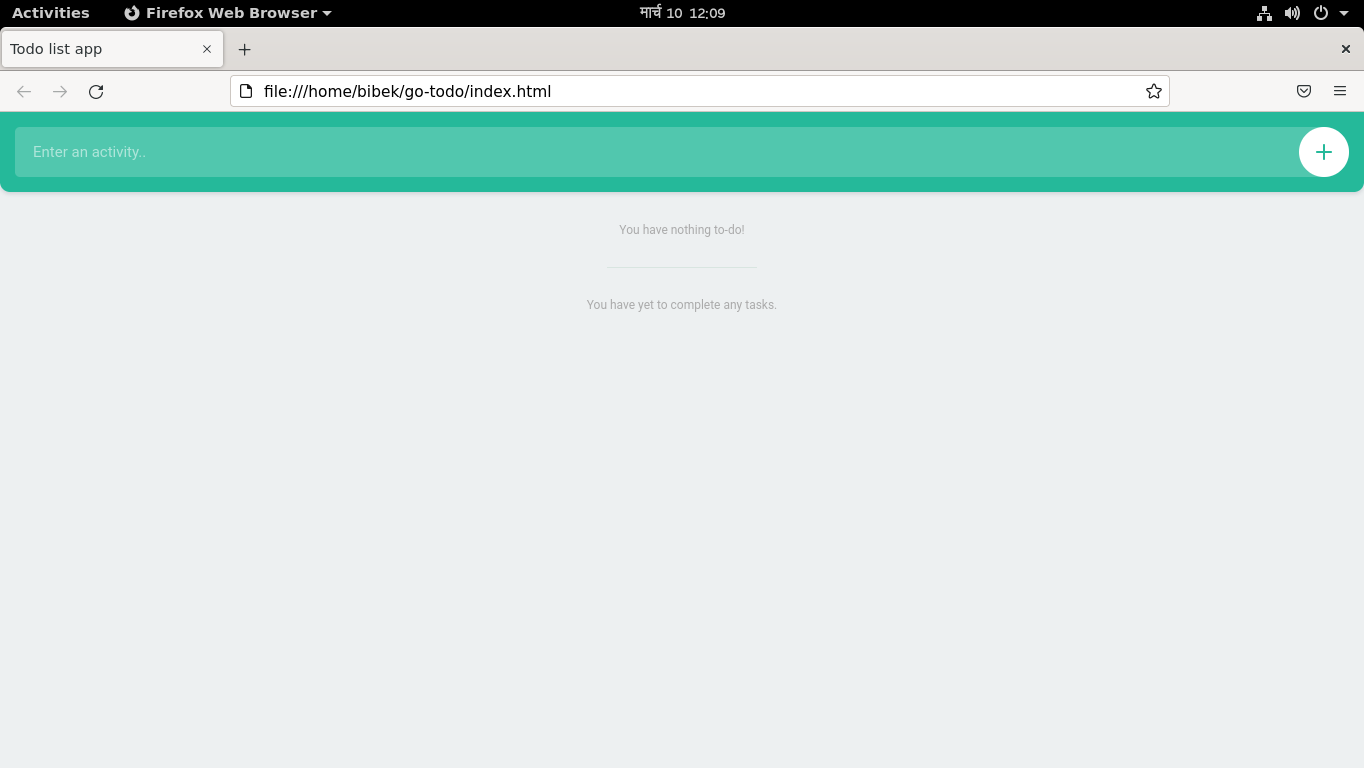 Activities Firefox Web Browser मार्च 10 12:09
Todo list app
file:///home/bibek/go-todo/index.html
Enter an activity..
You have nothing to-do!
You have yet to complete any tasks.